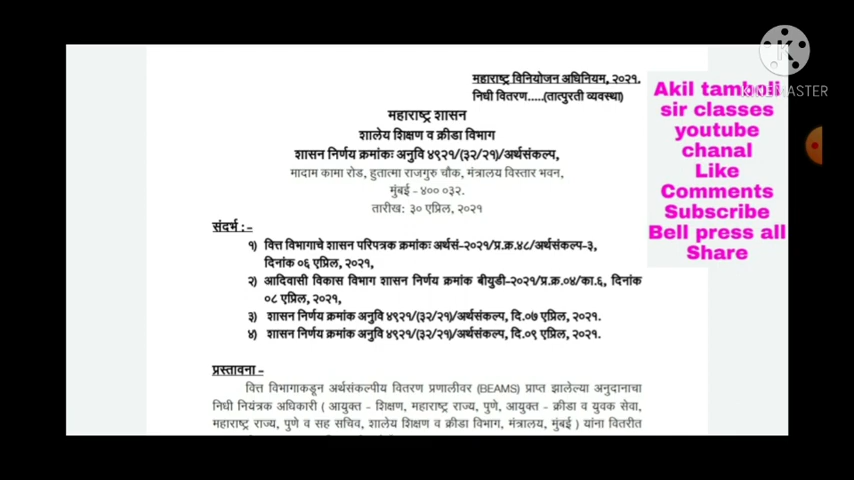 महाराष्ट्र विनियोजन अधिनियम, २०२१.
निधी वितरण.....(तात्पुरती व्यवस्था)
महाराष्ट्र शासन
शालेय शिक्षण व क्रीडा विभाग
शासन निर्णय क्रमांकः अनुवि ४९२१/(३२/२१)/अर्थसंकल्प,
मादाम कामा रोड, हुतात्मा राजगुरु चौक, मंत्रालय विस्तार भवन,
मुंबई - ४०० ०३२.
तारीख: ३० एप्रिल, २०२१
संदर्भ :-
१) वित्त विभागाचे शासन परिपत्रक क्रमांकः अर्थसं-२०२१/प्र.क्र.४८/अर्थसंकल्प-३,
दिनांक ०६ एप्रिल, २०२१,
२) आदिवासी विकास विभाग शासन निर्णय क्रमांक बीयुडी-२०२१/प्र.क्र.०४/का.६, दिनांक
०८ एप्रिल, २०२१,
३) शासन निर्णय क्रमांक अनुवि ४९२१/(३२/२१)/अर्थसंकल्प, दि.०७ एप्रिल, २०२१.
४) शासन निर्णय क्रमांक अनुवि ४९२१/(३२/२१)/अर्थसंकल्प, दि.०९ एप्रिल, २०२१.
प्रस्तावना -
वित्त विभागाकडून अर्थसंकल्पीय वितरण प्रणालीवर (BEAMS) प्राप्त झालेल्या अनुदानाचा
निधी नियंत्रक अधिकारी ( आयुक्त - शिक्षण, महाराष्ट्र राज्य, पुणे, आयुक्त - क्रीडा व युवक सेवा,
महाराष्ट्र राज्य, पुणे व सह सचिव, शालेय शिक्षण व क्रीडा विभाग, मंत्रालय, मुंबई ) यांना वितरीत
Akil tamboli
sir classes
youtube
chanal
Like
Comments
Subscribe
Bell press all
Share
K
KINEMASTER